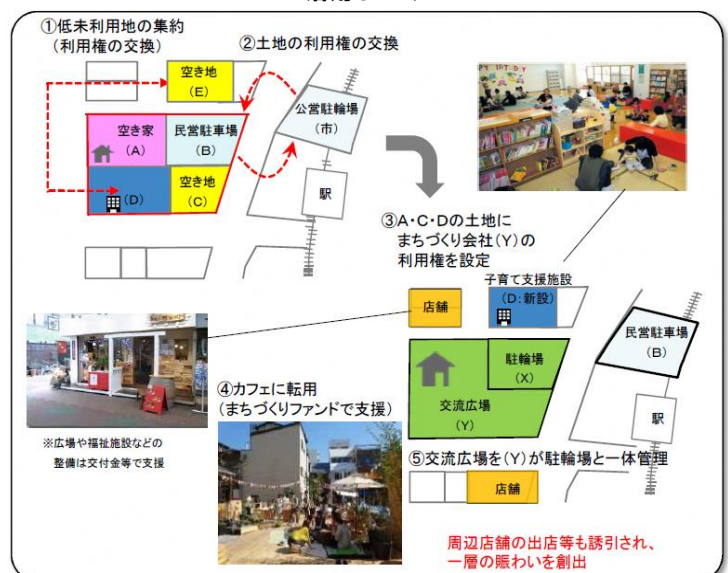 ①低未利用地の集約
(利用権の交換)
②土地の利用権の交換
空き地
(E)
公営駐輪場
(市)
空き家
(A)
民営駐車場
(B)
(D)
空き地
(C)
駅
③A・C・Dの土地に
まちづくり会社(Y)の
利用権を設定
子育て支援施設
店舗
(D:新設)
民営駐車場
(B)
駐輪場
(X)
交流広場
(Y)
駅
※広場や福祉施設などの
整備は交付金等で支援
④カフェに転用
(まちづくりファンドで支援)
⑤交流広場を(Y)が駐輪場と一体管理
店舗
周辺店舗の出店等も誘引され、
一層の賑わいを創出